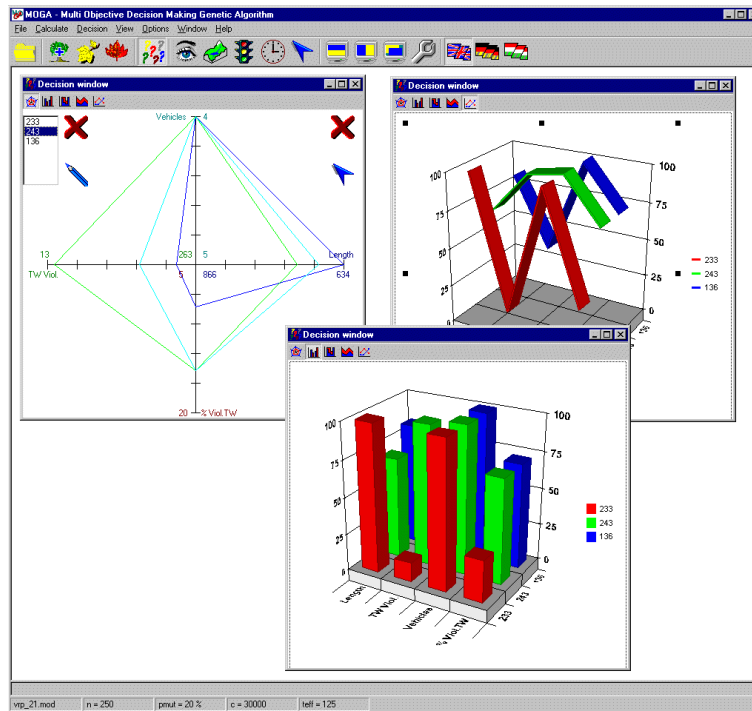 MOGA - Multi Objective Decision Making Genetic Algorithm
File Calculate Decision View Options Window Help
Decision window
233
243
136
Vehicles 4
13
263 5
Length
TW Viol.
5 866
634
20 % Viol.TW
Decision window
100
75
50
25
0
100
75
50
25
0
233
243
136
136
Decision window
100
75
50
25
0
100
75
50
25
0
233
243
136
Length
TW Viol.
Vehicles
% Viol.TW
233
243
136
vrp_21.mod n = 250 pmut = 20 % c = 30000 teff = 125